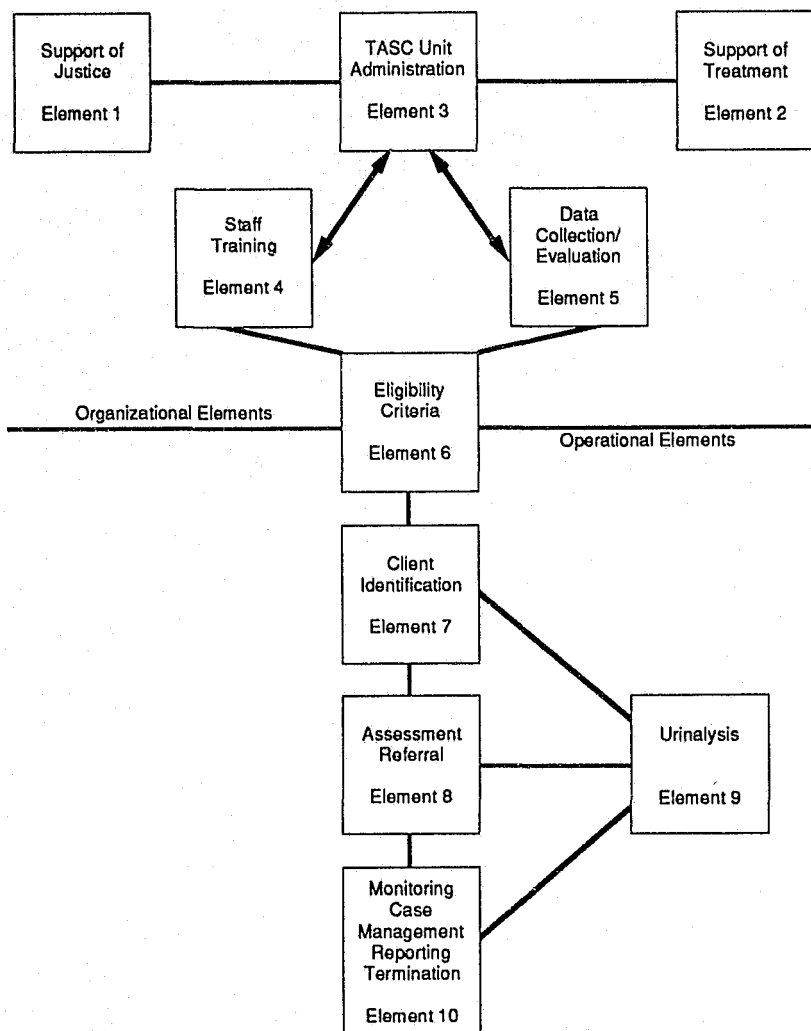 Support of
Justice
Element 1
TASC Unit
Administration
Element 3
Support of
Treatment
Element 2
Staff
Training
Element 4
Data
Collection/
Evaluation
Element 5
Eligibility
Criteria
Element 6
Organizational Elements
Operational Elements
Client
Identification
Element 7
Assessment
Referral
Element 8
Urinalysis
Element 9
Monitoring
Case
Management
Reporting
Termination
Element 10